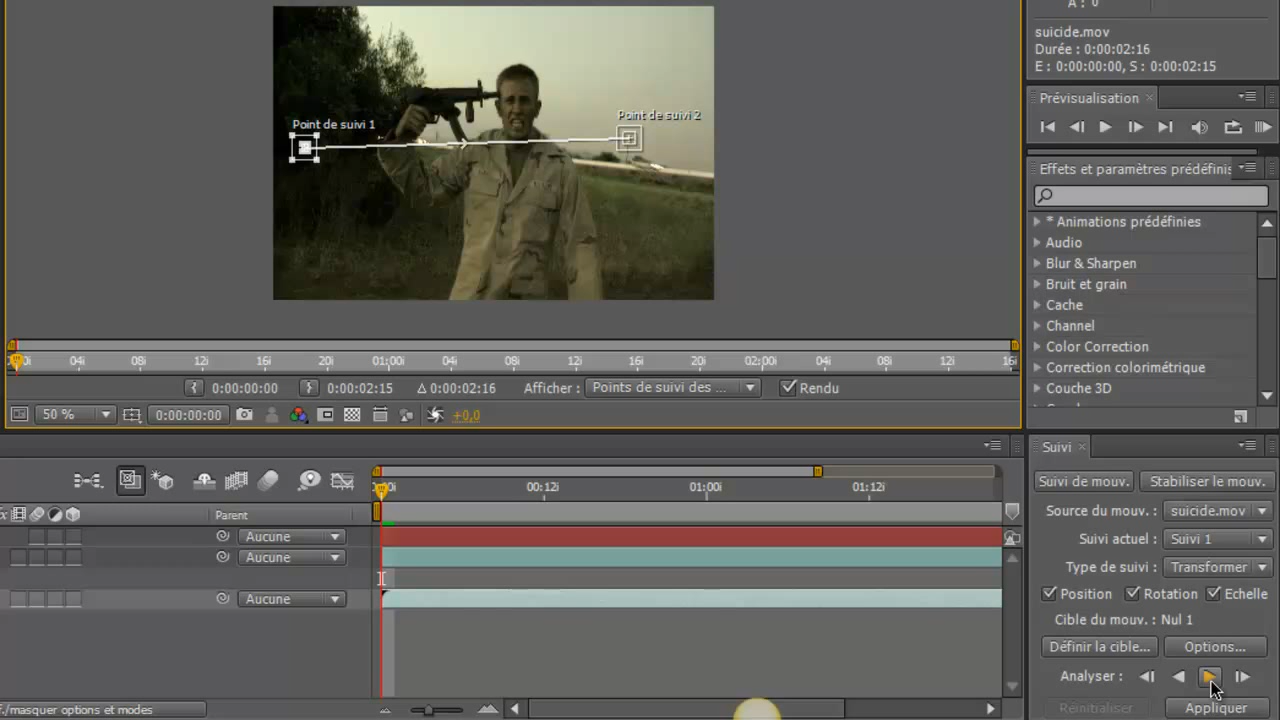 A : 0
suicide.mov
Durée : 0:00:02:16
E : 0:00:00:00, S : 0:00:02:15
Prévisualisation
Effets et paramètres prédéfinis
* Animations prédéfinies
Audio
Blur & Sharpen
Bruit et grain
Cache
Channel
Color Correction
Correction colorimétrique
Couche 3D
Point de suivi 1
Point de suivi 2
04i 08i 12i 16i 20i 01:00i 04i 08i 12i 16i 20i 02:00i 04i 08i 12i 16i
0:00:00:00 0:00:02:15 Δ 0:00:02:16 Afficher : Points de suivi des ... Rendu
50 % 0:00:00:00 +0,0
00:12i 01:00i 01:12i
Parent
Aucune
Aucune
Aucune
./masquer options et modes
Suivi
Suivi de mouv. Stabiliser le mouv.
Source du mouv. : suicide.mov
Suivi actuel : Suivi 1
Type de suivi : Transformer
Position Rotation Echelle
Cible du mouv. : Nul 1
Définir la cible... Options...
Analyser :
Réinitialiser Appliquer